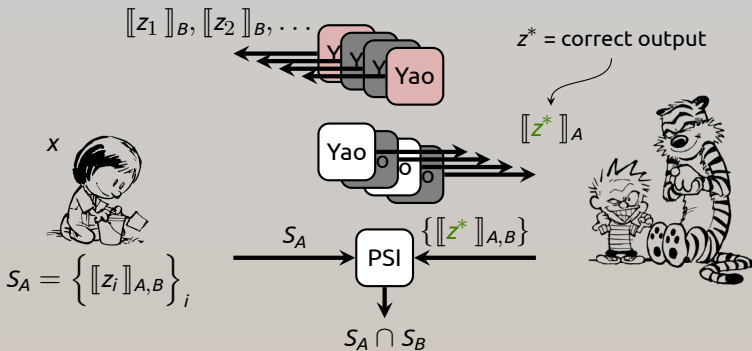 ⟦z₁⟧_B, ⟦z₂⟧_B, . . .
Y Y Y Yao
z* = correct output
⟦z*⟧_A
x
Yao o o o
S_A
{⟦z*⟧_{A,B}}
PSI
S_A = {⟦z_i⟧_{A,B}}_i
S_A ∩ S_B